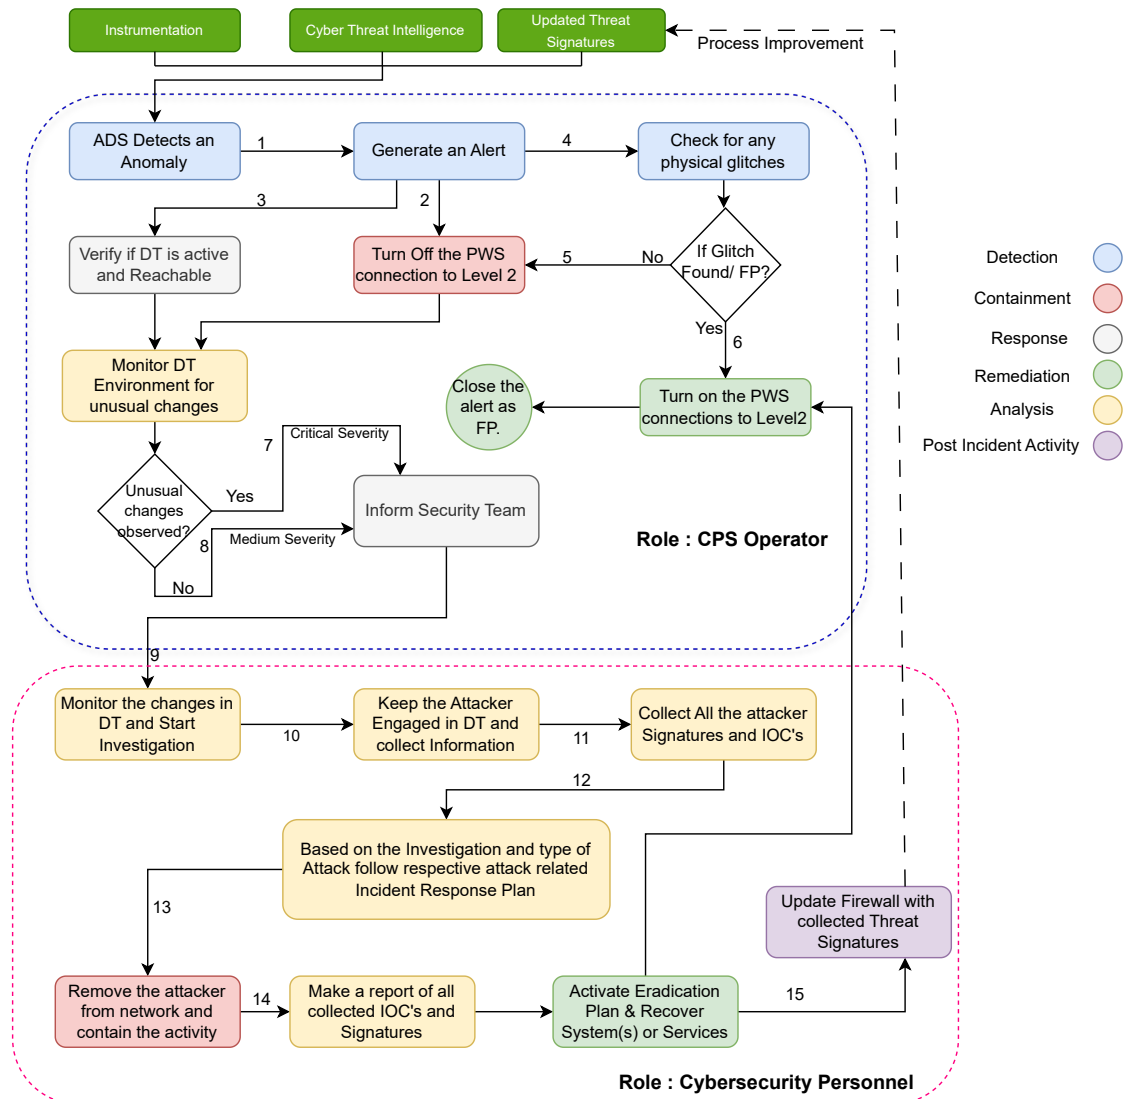 Instrumentation
Cyber Threat Intelligence
Updated Threat
Signatures
Process Improvement
ADS Detects an
Anomaly
1
Generate an Alert
4
Check for any
physical glitches
3
2
Verify if DT is active
and Reachable
Turn Off the PWS
connection to Level 2
5
No
If Glitch
Found/ FP?
Yes
6
Monitor DT
Environment for
unusual changes
Close the
alert as
FP.
Turn on the PWS
connections to Level2
Detection
Containment
Response
Remediation
Analysis
Post Incident Activity
7
Critical Severity
Unusual
changes
observed?
Yes
Inform Security Team
8
Medium Severity
No
Role : CPS Operator
9
Monitor the changes in
DT and Start
Investigation
10
Keep the Attacker
Engaged in DT and
collect Information
11
Collect All the attacker
Signatures and IOC's
12
Based on the Investigation and type of
Attack follow respective attack related
Incident Response Plan
13
Update Firewall with
collected Threat
Signatures
Remove the attacker
from network and
contain the activity
14
Make a report of all
collected IOC's and
Signatures
Activate Eradication
Plan & Recover
System(s) or Services
15
Role : Cybersecurity Personnel